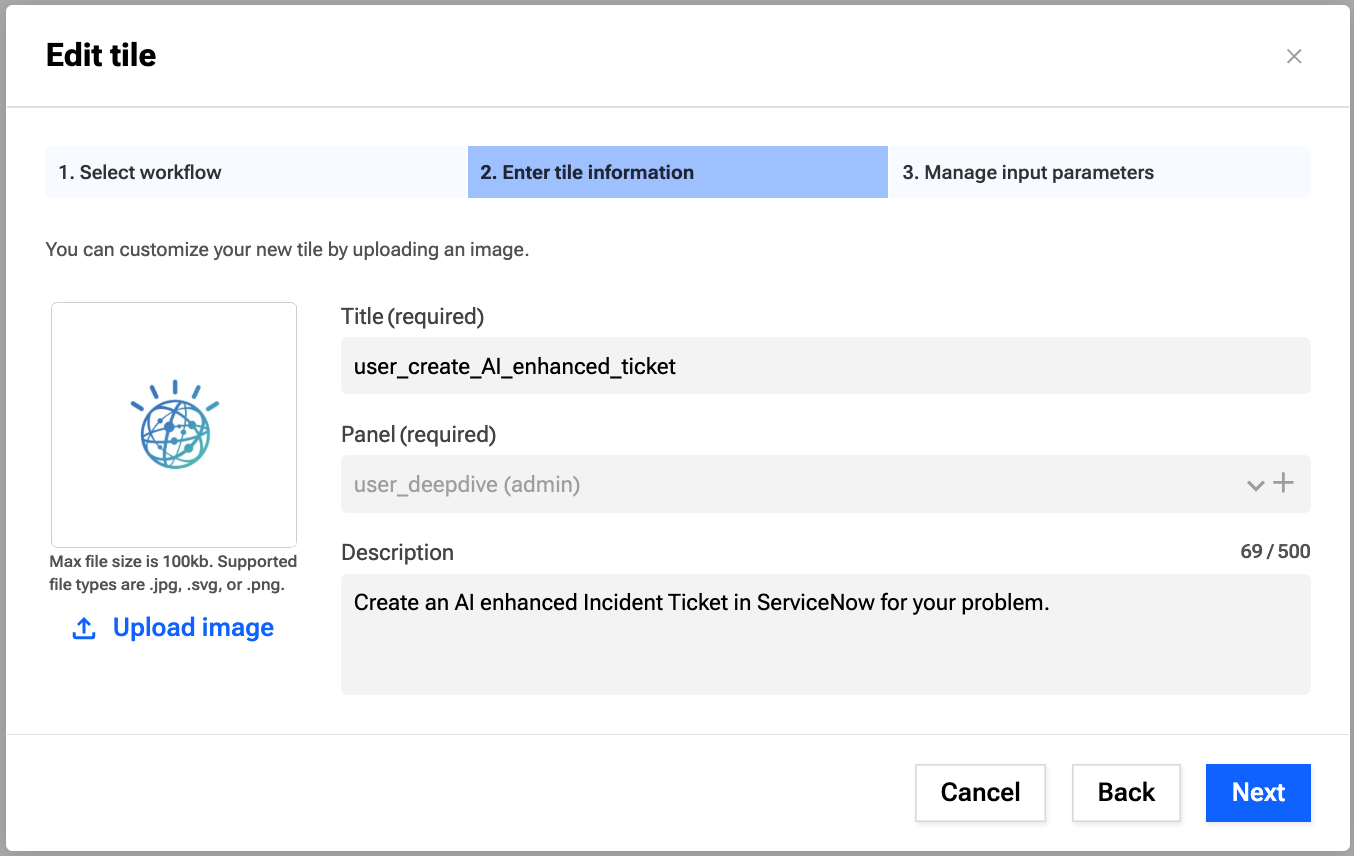 Edit tile
1. Select workflow
2. Enter tile information
3. Manage input parameters
You can customize your new tile by uploading an image.
Title (required)
user_create_AI_enhanced_ticket
Panel (required)
user_deepdive (admin)
Description
69 / 500
Create an AI enhanced Incident Ticket in ServiceNow for your problem.
Max file size is 100kb. Supported
file types are .jpg, .svg, or .png.
Upload image
Cancel
Back
Next